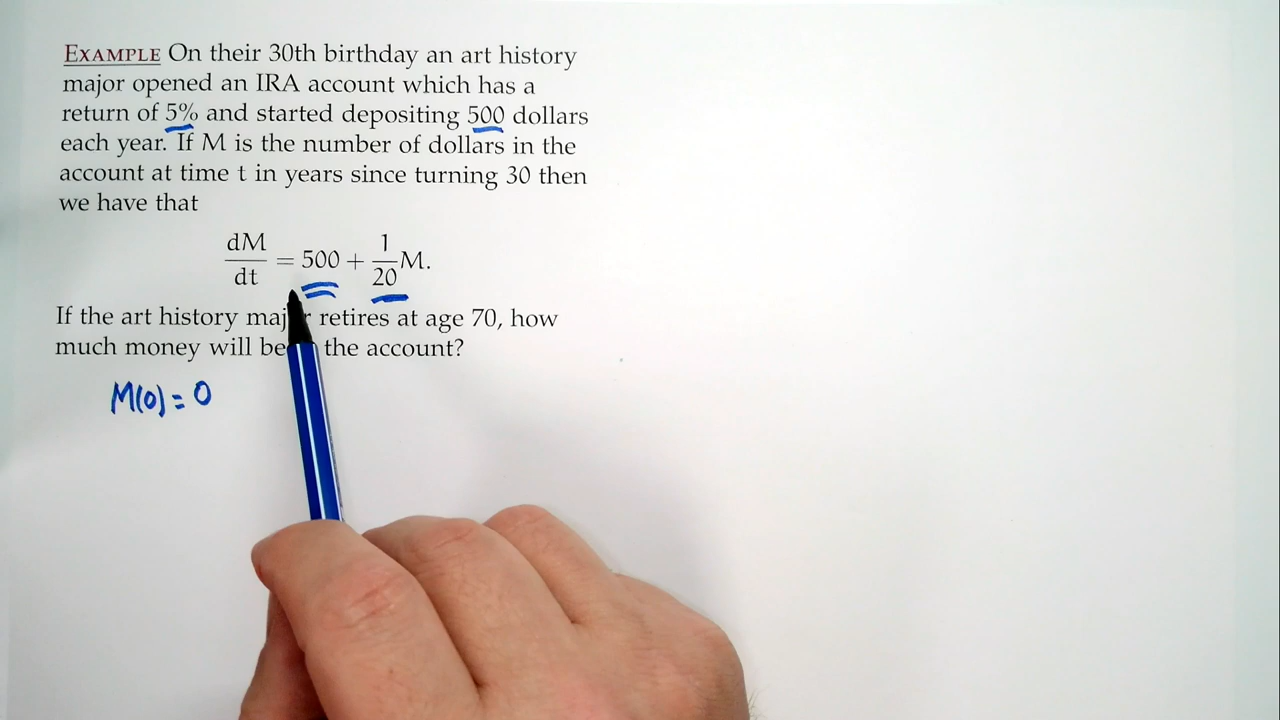 EXAMPLE On their 30th birthday an art history
major opened an IRA account which has a
return of 5% and started depositing 500 dollars
each year. If M is the number of dollars in the
account at time t in years since turning 30 then
we have that
dM/dt = 500 + 1/20 M.
If the art history maj r retires at age 70, how
much money will be the account?
M(0) = 0